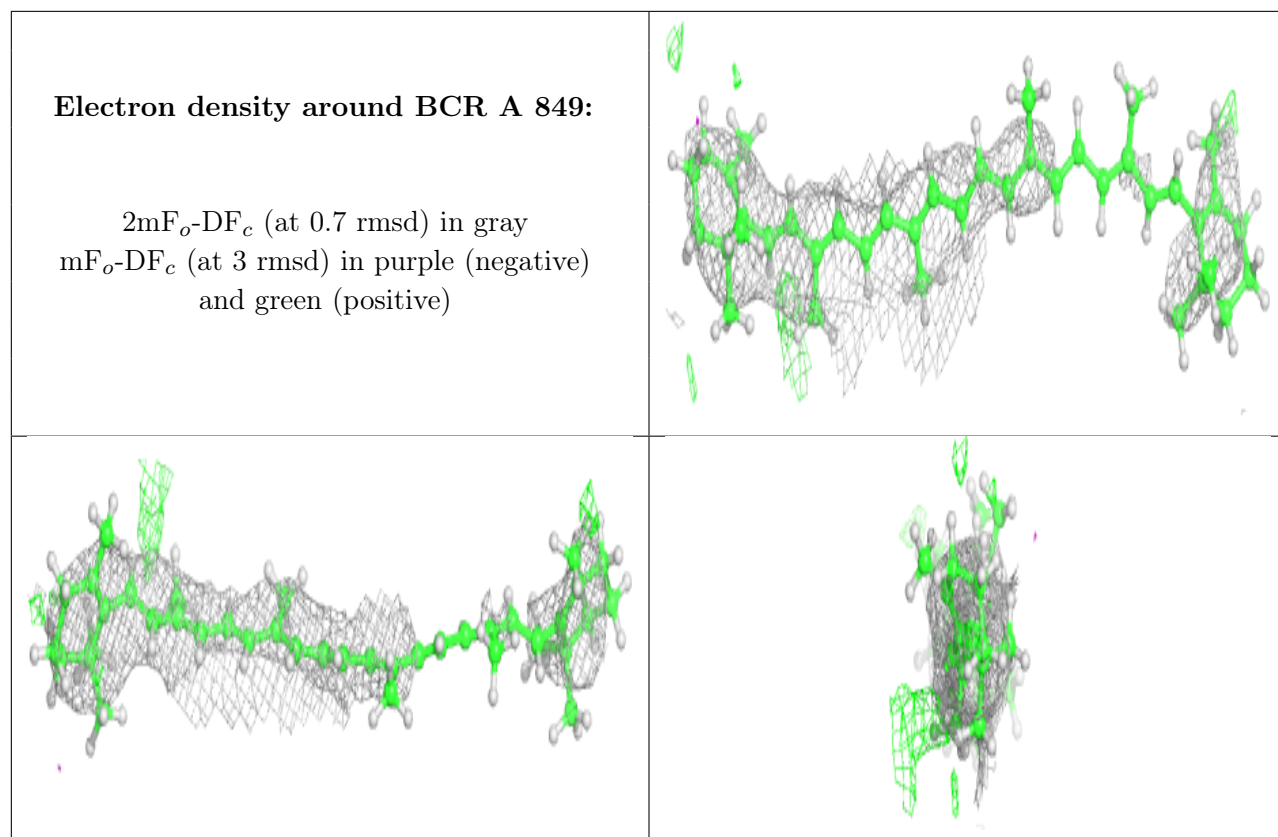 Electron density around BCR A 849:
2mFo-DFc (at 0.7 rmsd) in gray
mFo-DFc (at 3 rmsd) in purple (negative)
and green (positive)